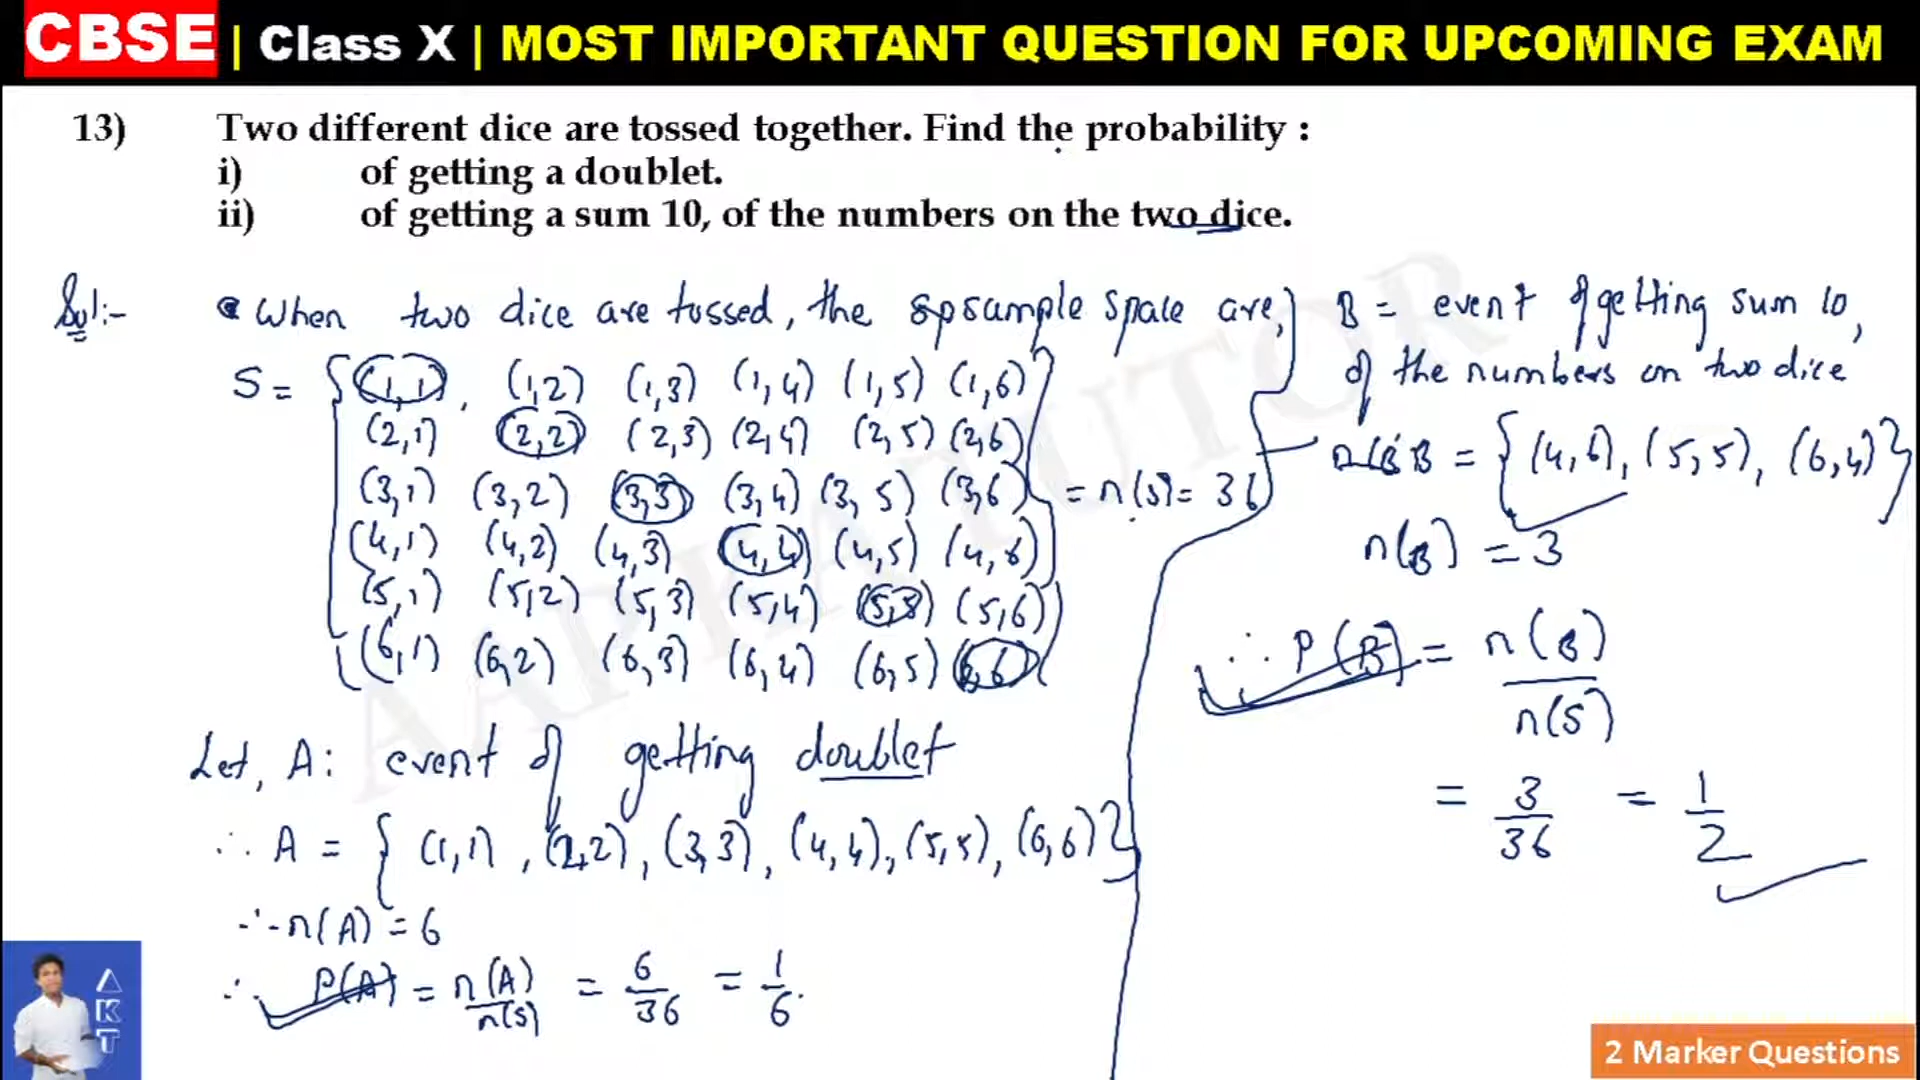 CBSE | Class X | MOST IMPORTANT QUESTION FOR UPCOMING EXAM
13) Two different dice are tossed together. Find the probability :
i) of getting a doublet.
ii) of getting a sum 10, of the numbers on the two dice.
Sol:- When two dice are tossed, the sample space are,
S = { (1,1), (1,2) (1,3) (1,4) (1,5) (1,6)
(2,1) (2,2) (2,3) (2,4) (2,5) (2,6)
(3,1) (3,2) (3,3) (3,4) (3,5) (3,6)
(4,1) (4,2) (4,3) (4,4) (4,5) (4,6)
(5,1) (5,2) (5,3) (5,4) (5,5) (5,6)
(6,1) (6,2) (6,3) (6,4) (6,5) (6,6) } = n(S) = 36
Let, A: event of getting doublet
∴ A = { (1,1), (2,2), (3,3), (4,4), (5,5), (6,6) }
∴ n(A) = 6
∴ P(A) = n(A)/n(S) = 6/36 = 1/6.
B = event of getting sum 10,
of the numbers on two dice
B = { (4,6), (5,5), (6,4) }
n(B) = 3
∴ P(B) = n(B)/n(S)
= 3/36 = 1/2
AAPKA TUTOR
AKT
2 Marker Questions